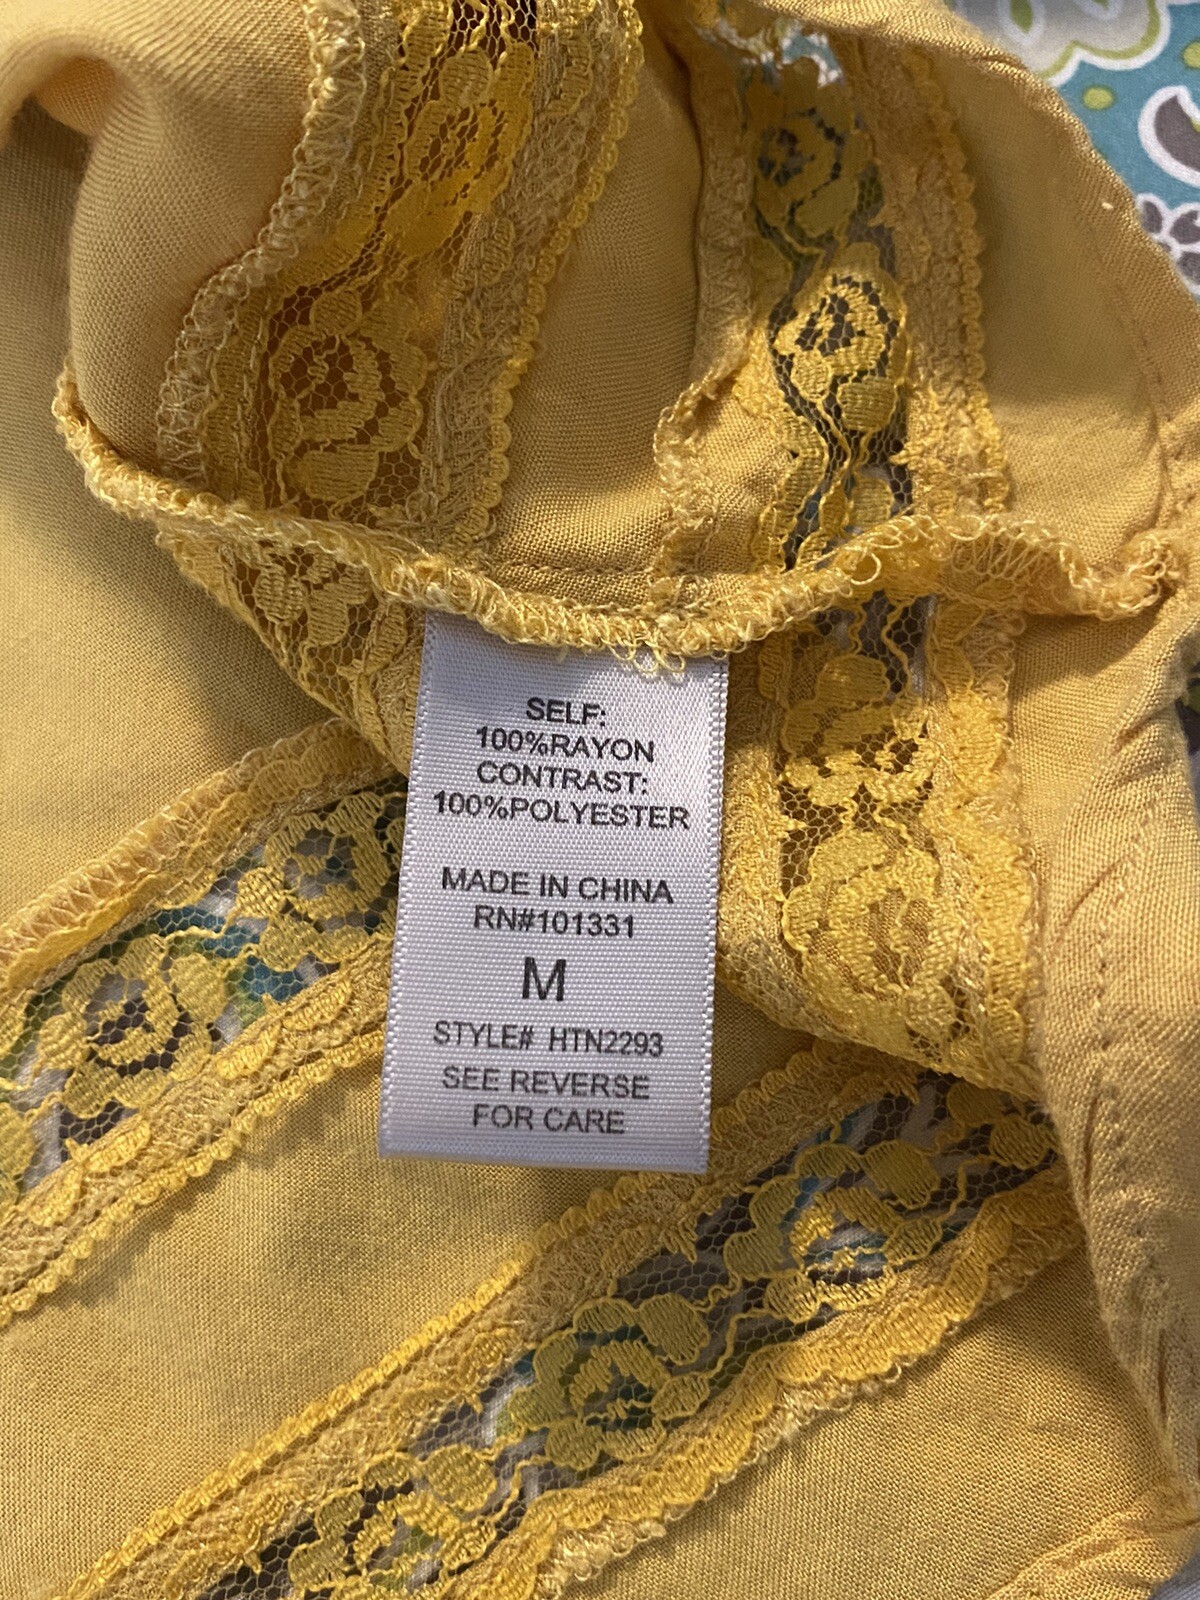 SELF:
100%RAYON
CONTRAST:
100%POLYESTER
MADE IN CHINA
RN#101331
M
STYLE# HTN2293
SEE REVERSE
FOR CARE